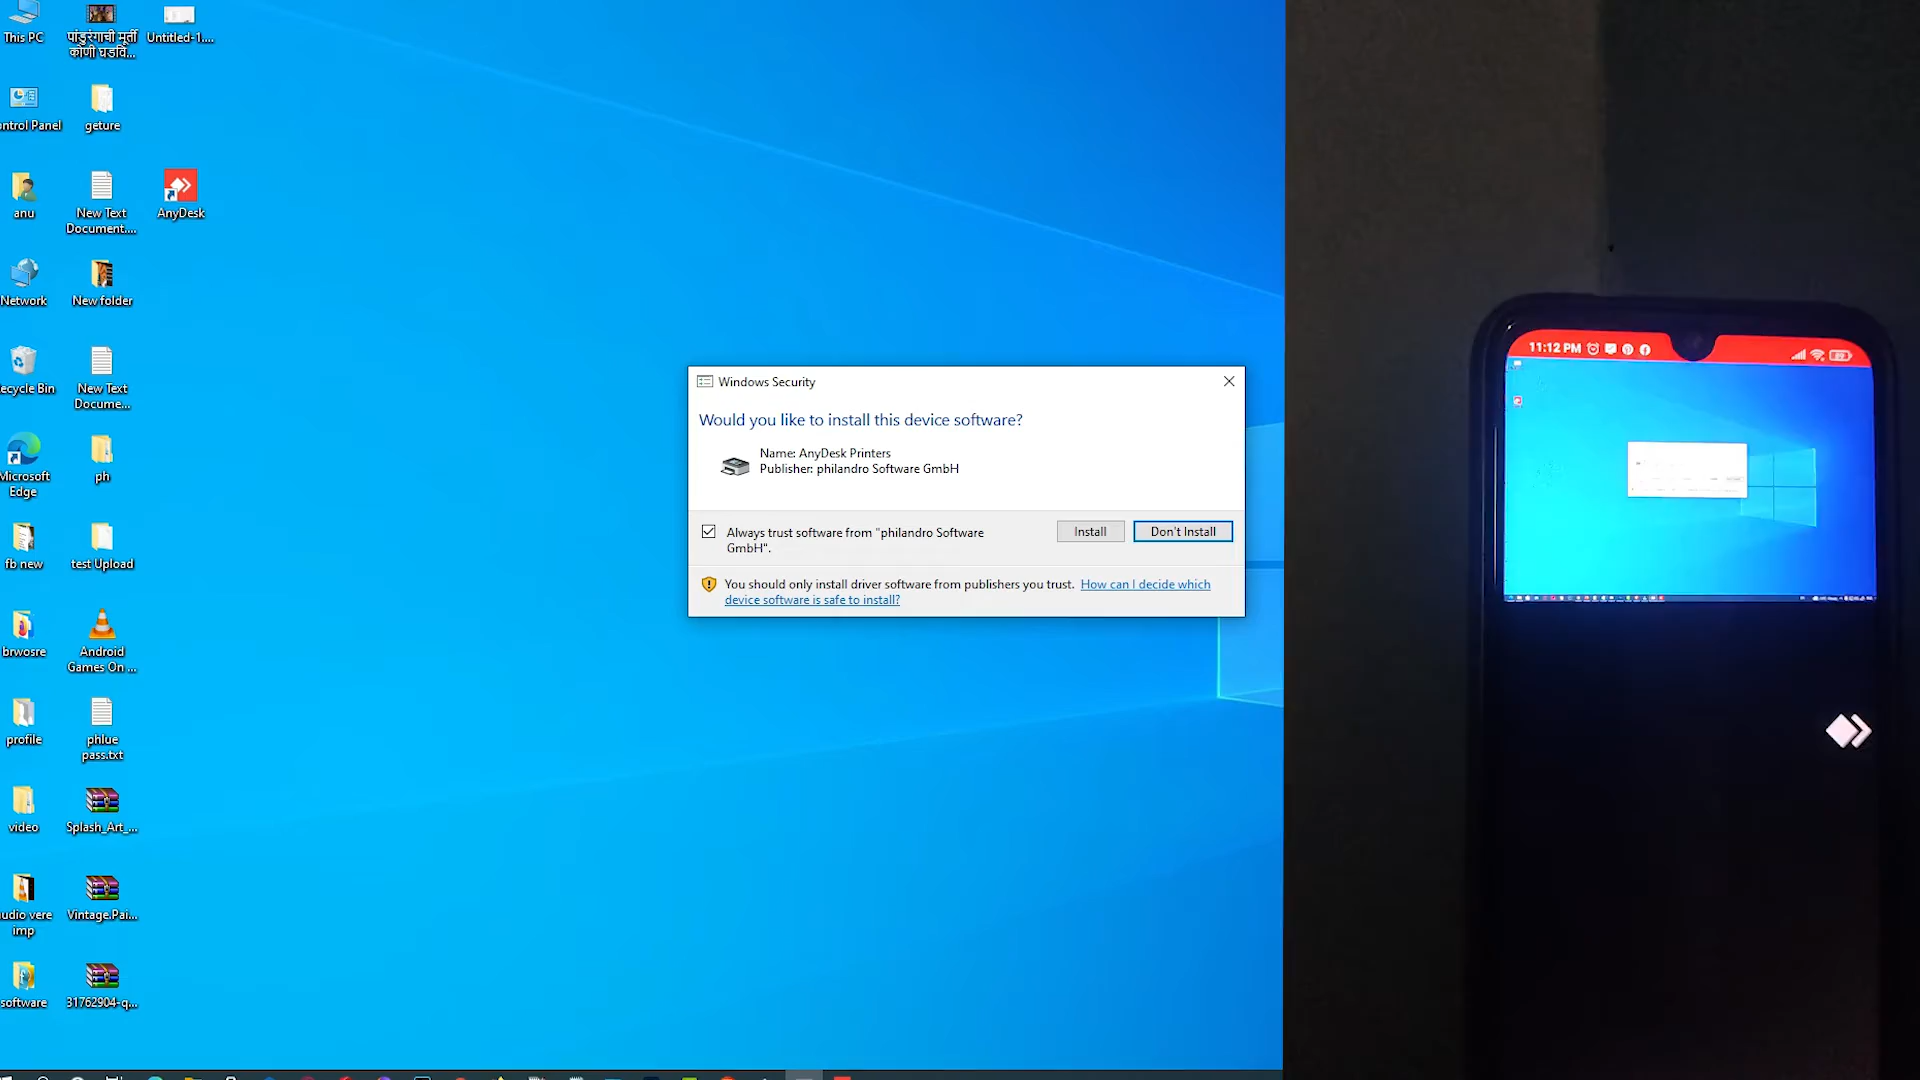 This PC
पांडुरंगाची मूर्ती
कोणी घडवि...
Untitled-1....
ontrol Panel
geture
anu
New Text
Document....
AnyDesk
Network
New folder
ecycle Bin
New Text
Docume...
Microsoft
Edge
ph
fb new
test Upload
brwosre
Android
Games On ...
profile
phlue
pass.txt
video
Splash_Art_...
udio vere
imp
Vintage.Pai...
software
31762904-q...
Windows Security
Would you like to install this device software?
Name: AnyDesk Printers
Publisher: philandro Software GmbH
Always trust software from "philandro Software
GmbH".
Install
Don't Install
You should only install driver software from publishers you trust. How can I decide which
device software is safe to install?
11:12 PM